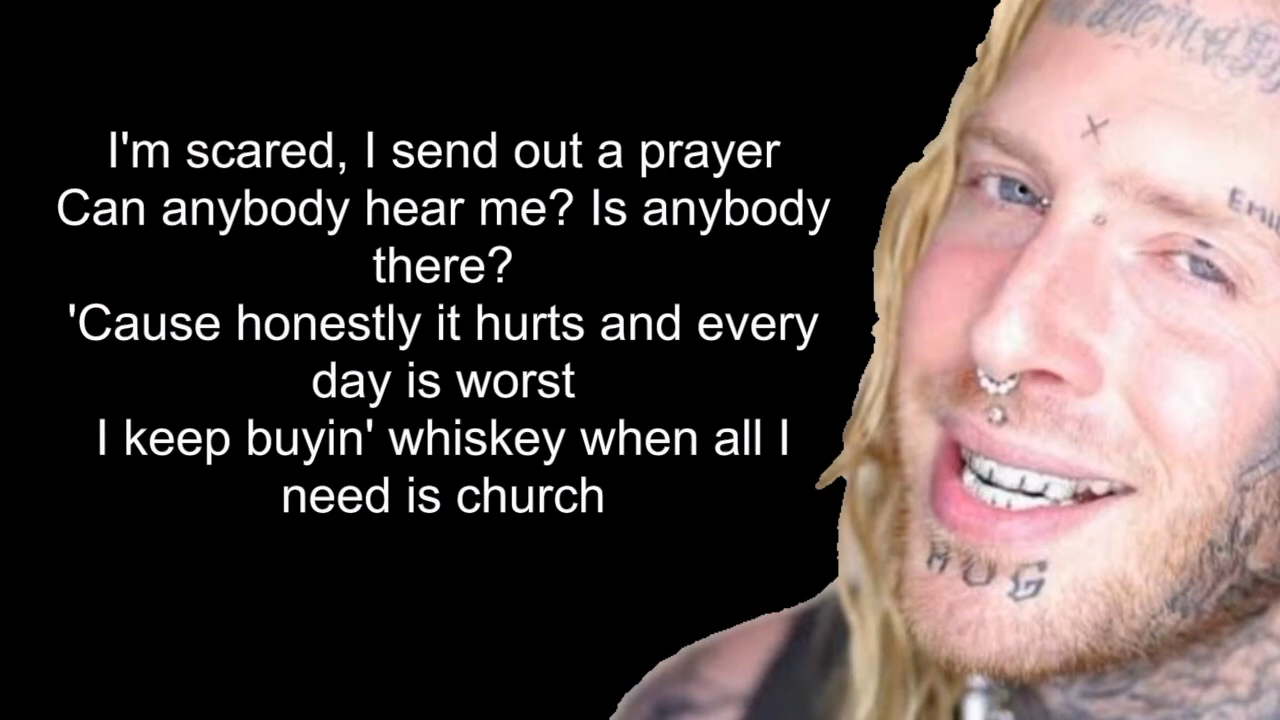 I'm scared, I send out a prayer
Can anybody hear me? Is anybody
there?
'Cause honestly it hurts and every
day is worst
I keep buyin' whiskey when all I
need is church
HOG